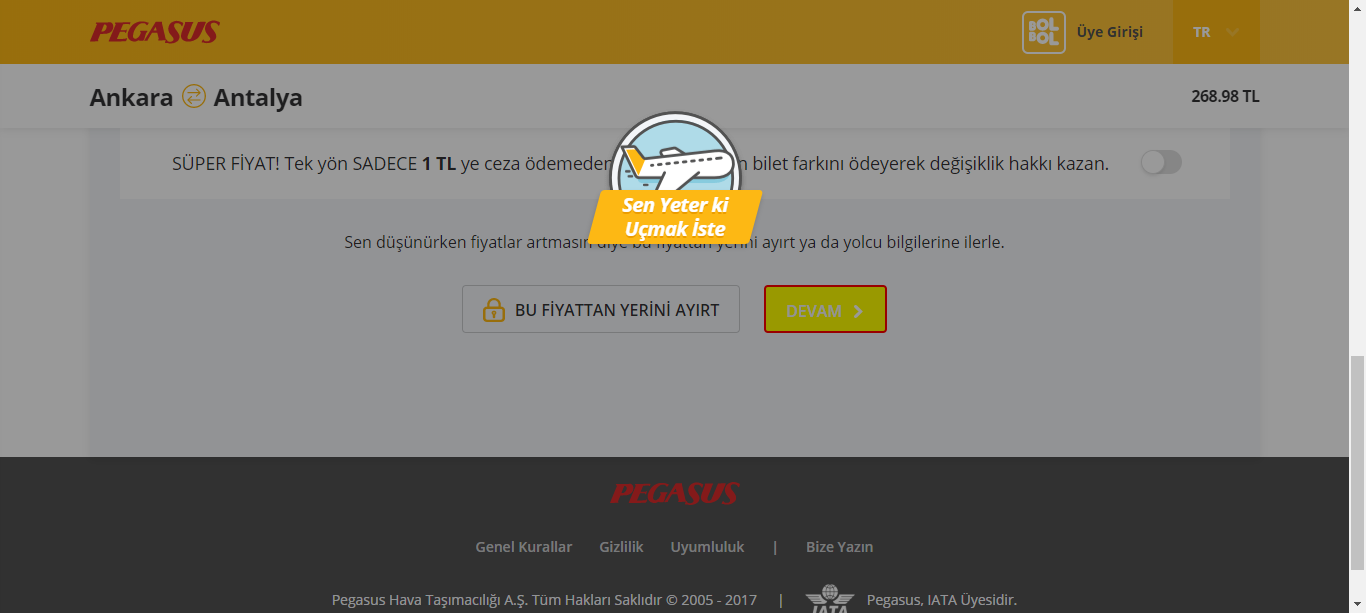 PEGASUS
BOL BOL Üye Girişi TR
Ankara Antalya 268.98 TL
SÜPER FİYAT! Tek yön SADECE 1 TL ye ceza ödemeden bilet farkını ödeyerek değişiklik hakkı kazan.
Sen Yeter ki
Uçmak İste
Sen düşünürken fiyatlar artmasın diye bu fiyattan yerini ayırt ya da yolcu bilgilerine ilerle.
BU FİYATTAN YERİNİ AYIRT DEVAM
PEGASUS
Genel Kurallar Gizlilik Uyumluluk | Bize Yazın
Pegasus Hava Taşımacılığı A.Ş. Tüm Hakları Saklıdır © 2005 - 2017 | IATA Pegasus, IATA Üyesidir.